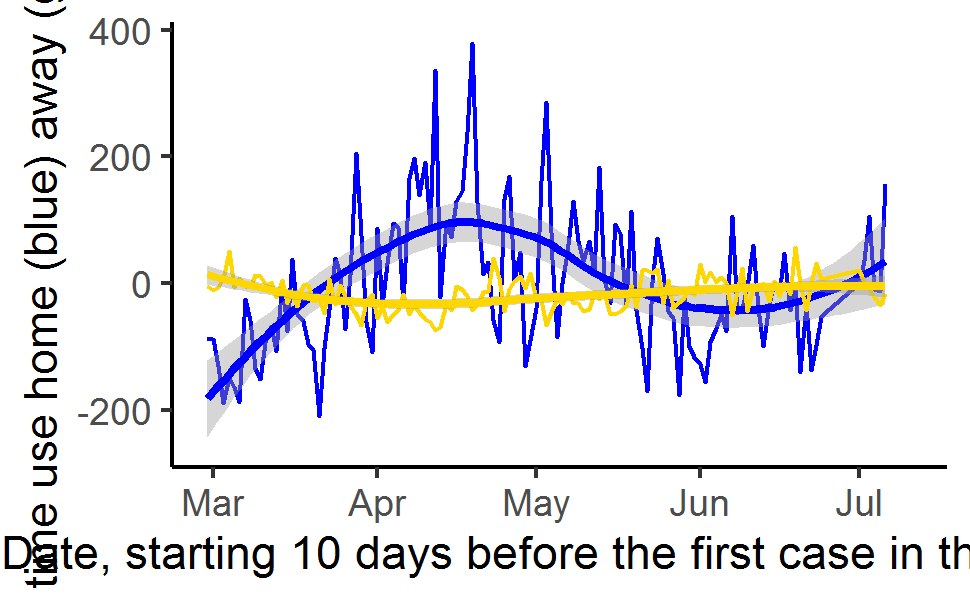 time use home (blue) away (
400
200
0
-200
Mar Apr May Jun Jul
Date, starting 10 days before the first case in th